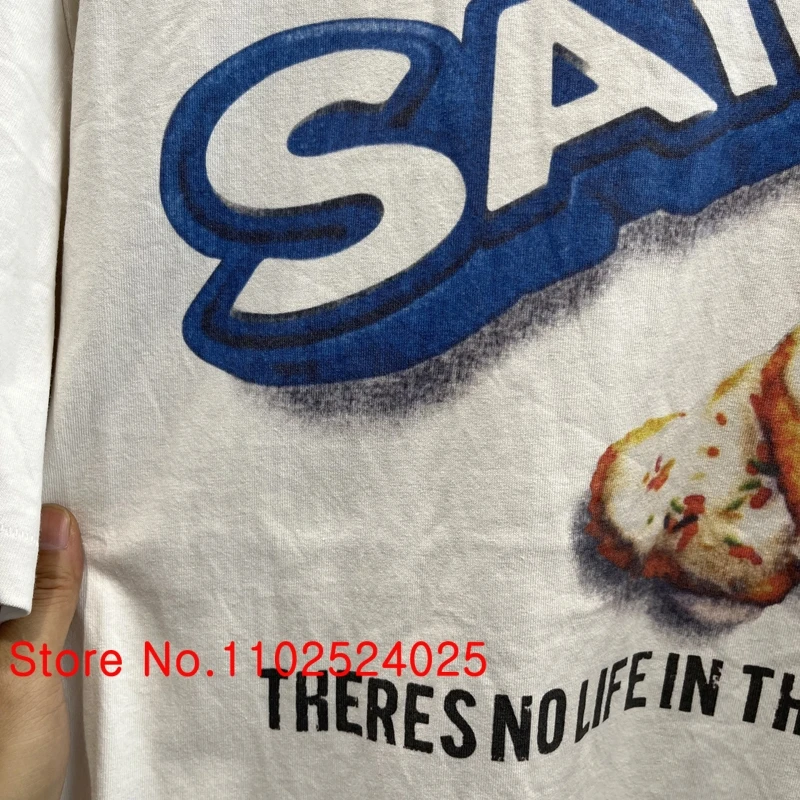 SA
Store No.1102524025
THERES NO LIFE IN TH